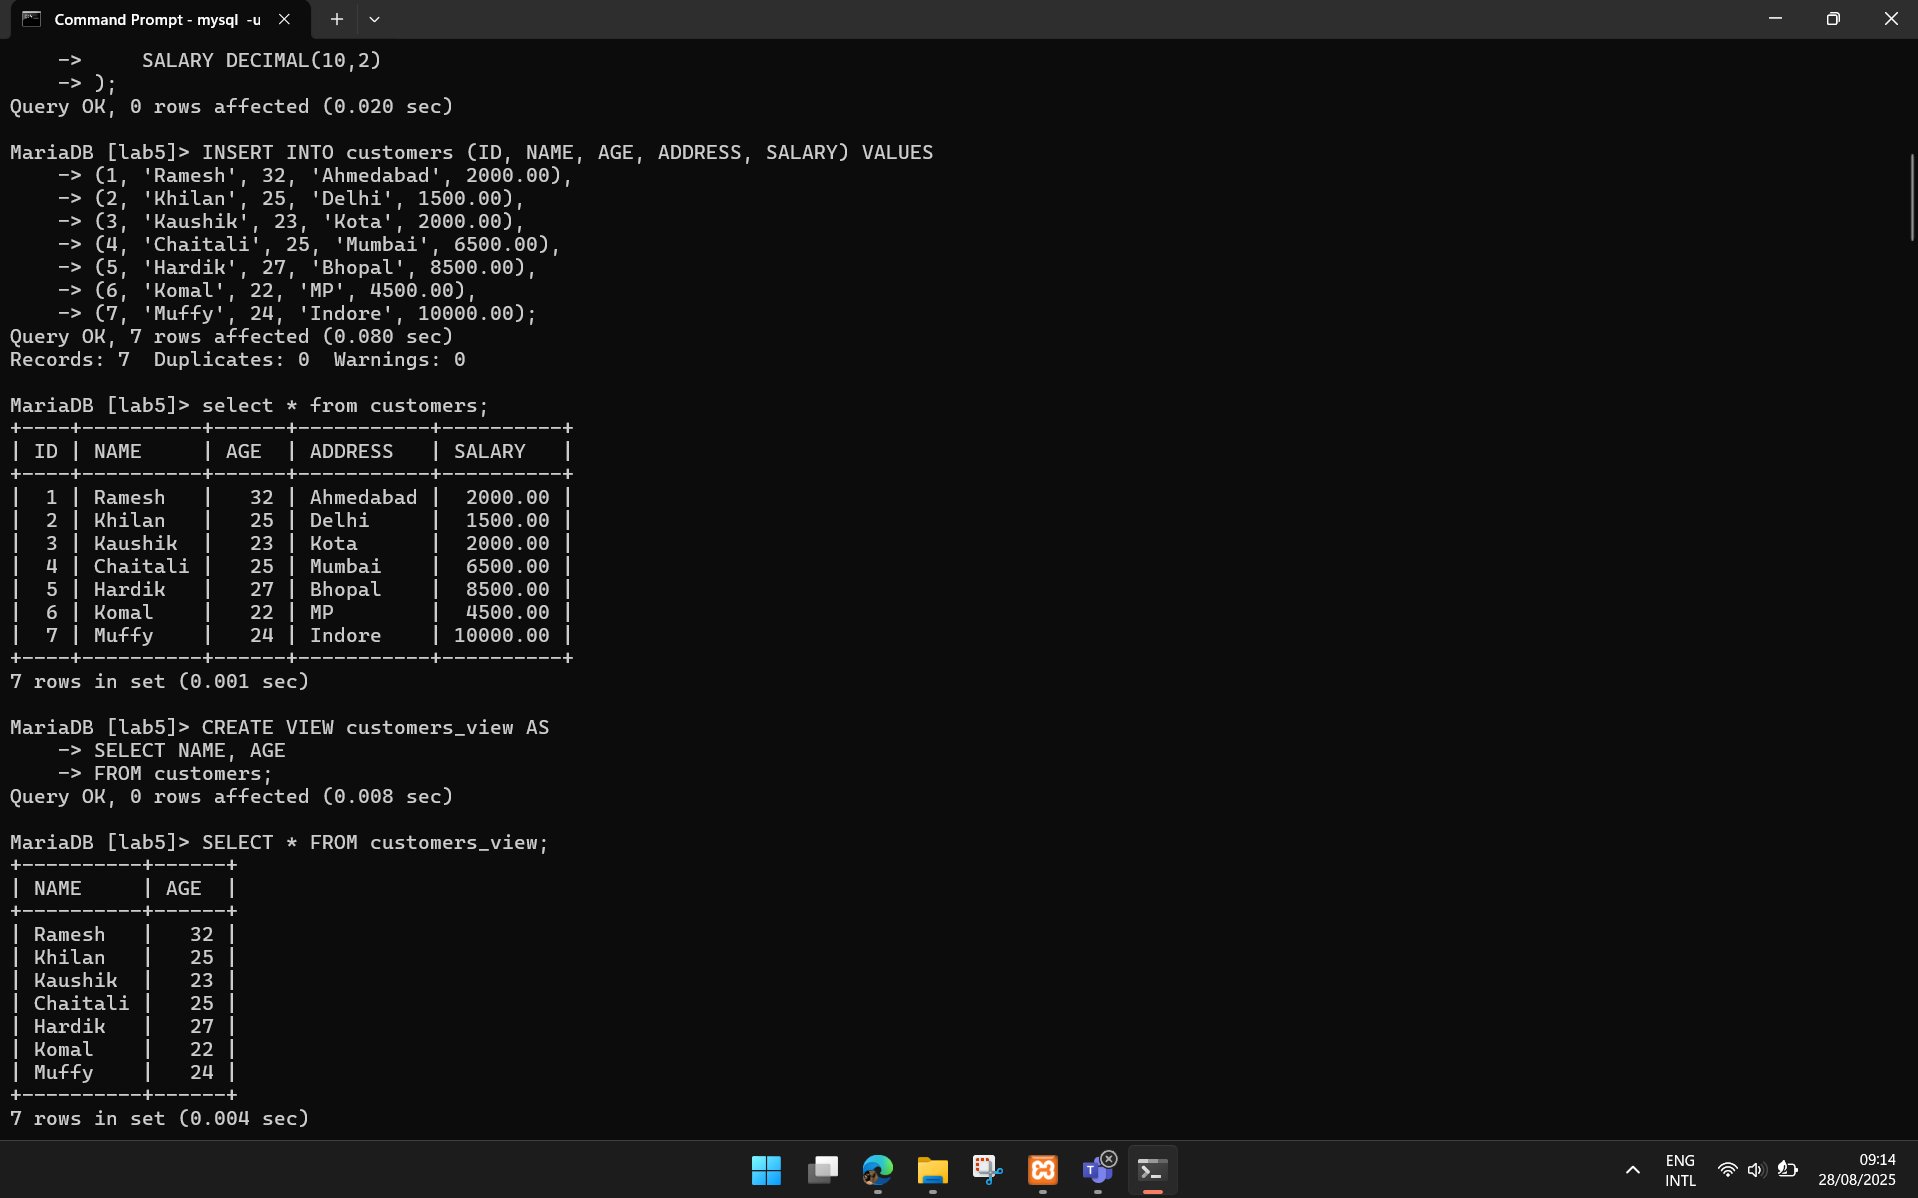 Command Prompt - mysql  -u
    ->     SALARY DECIMAL(10,2)
    -> );
Query OK, 0 rows affected (0.020 sec)

MariaDB [lab5]> INSERT INTO customers (ID, NAME, AGE, ADDRESS, SALARY) VALUES
    -> (1, 'Ramesh', 32, 'Ahmedabad', 2000.00),
    -> (2, 'Khilan', 25, 'Delhi', 1500.00),
    -> (3, 'Kaushik', 23, 'Kota', 2000.00),
    -> (4, 'Chaitali', 25, 'Mumbai', 6500.00),
    -> (5, 'Hardik', 27, 'Bhopal', 8500.00),
    -> (6, 'Komal', 22, 'MP', 4500.00),
    -> (7, 'Muffy', 24, 'Indore', 10000.00);
Query OK, 7 rows affected (0.080 sec)
Records: 7  Duplicates: 0  Warnings: 0

MariaDB [lab5]> select * from customers;
+----+----------+------+-----------+----------+
| ID | NAME     | AGE  | ADDRESS   | SALARY   |
+----+----------+------+-----------+----------+
|  1 | Ramesh   |   32 | Ahmedabad |  2000.00 |
|  2 | Khilan   |   25 | Delhi     |  1500.00 |
|  3 | Kaushik  |   23 | Kota      |  2000.00 |
|  4 | Chaitali |   25 | Mumbai    |  6500.00 |
|  5 | Hardik   |   27 | Bhopal    |  8500.00 |
|  6 | Komal    |   22 | MP        |  4500.00 |
|  7 | Muffy    |   24 | Indore    | 10000.00 |
+----+----------+------+-----------+----------+
7 rows in set (0.001 sec)

MariaDB [lab5]> CREATE VIEW customers_view AS
    -> SELECT NAME, AGE
    -> FROM customers;
Query OK, 0 rows affected (0.008 sec)

MariaDB [lab5]> SELECT * FROM customers_view;
+----------+------+
| NAME     | AGE  |
+----------+------+
| Ramesh   |   32 |
| Khilan   |   25 |
| Kaushik  |   23 |
| Chaitali |   25 |
| Hardik   |   27 |
| Komal    |   22 |
| Muffy    |   24 |
+----------+------+
7 rows in set (0.004 sec)
ENG
INTL
09:14
28/08/2025